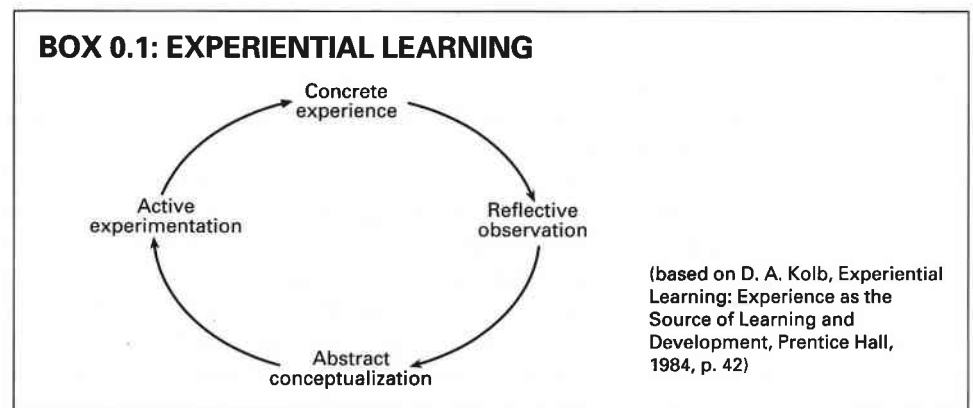 BOX 0.1: EXPERIENTIAL LEARNING
Concrete
experience
Reflective
observation
Abstract
conceptualization
Active
experimentation
(based on D. A. Kolb, Experiential
Learning: Experience as the
Source of Learning and
Development, Prentice Hall,
1984, p. 42)